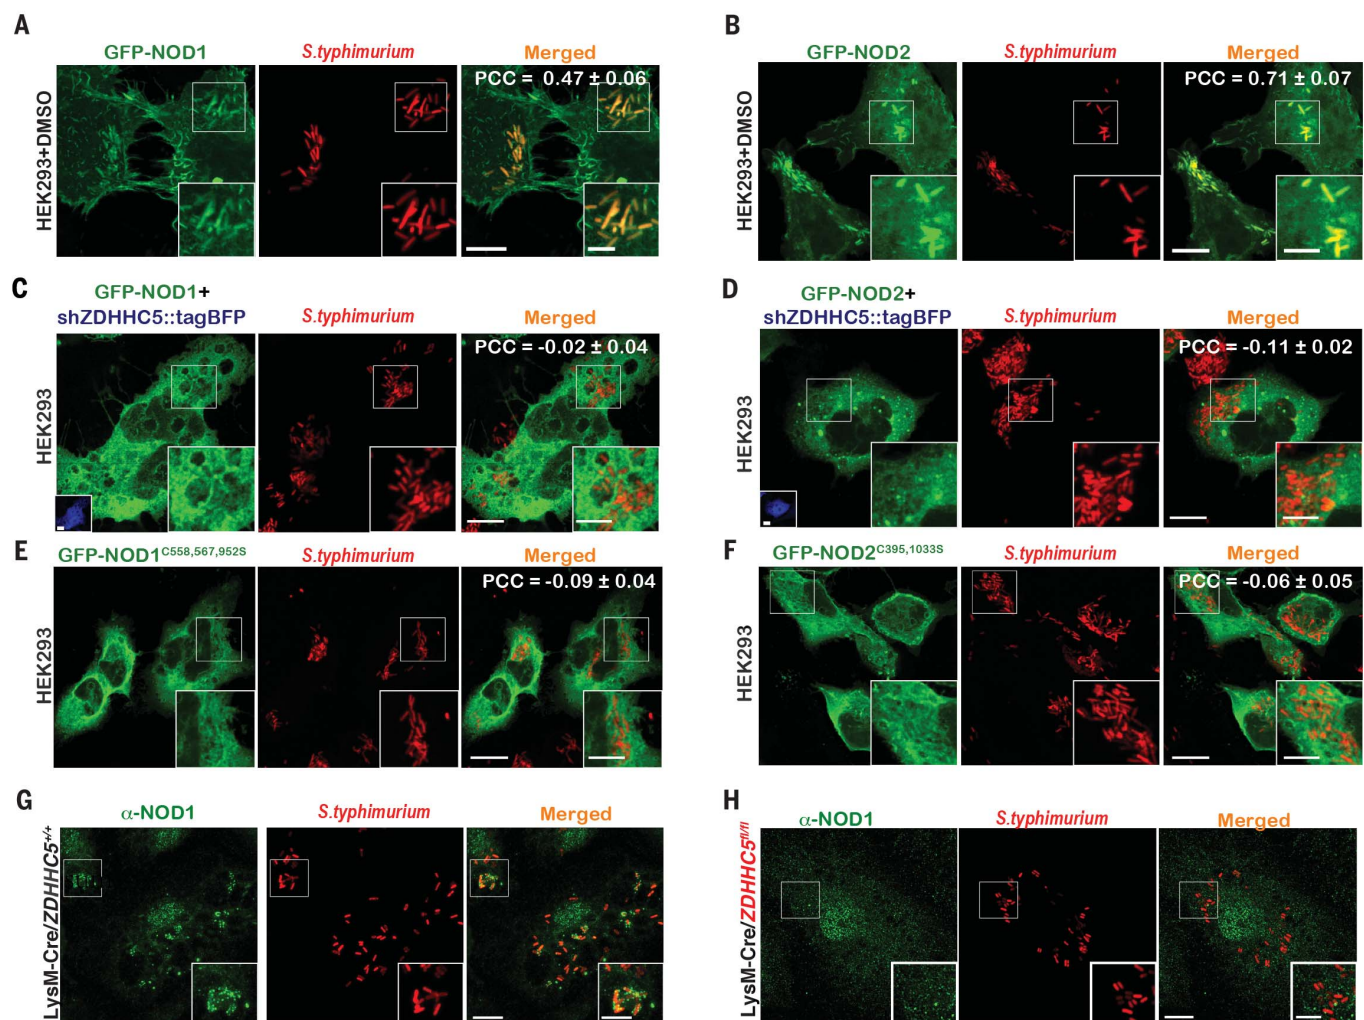 A
GFP-NOD1
S.typhimurium
Merged
HEK293+DMSO
PCC = 0.47 ± 0.06
B
GFP-NOD2
S.typhimurium
Merged
HEK293+DMSO
PCC = 0.71 ± 0.07
C
GFP-NOD1+
shZDHHC5::tagBFP
S.typhimurium
Merged
HEK293
PCC = -0.02 ± 0.04
D
GFP-NOD2+
shZDHHC5::tagBFP
S.typhimurium
Merged
HEK293
PCC = -0.11 ± 0.02
E
GFP-NOD1C558,567,952S
S.typhimurium
Merged
HEK293
PCC = -0.09 ± 0.04
F
GFP-NOD2C395,1033S
S.typhimurium
Merged
HEK293
PCC = -0.06 ± 0.05
G
α-NOD1
S.typhimurium
Merged
LysM-Cre/ZDHHC5+/+
H
α-NOD1
S.typhimurium
Merged
LysM-Cre/ZDHHC5fl/fl